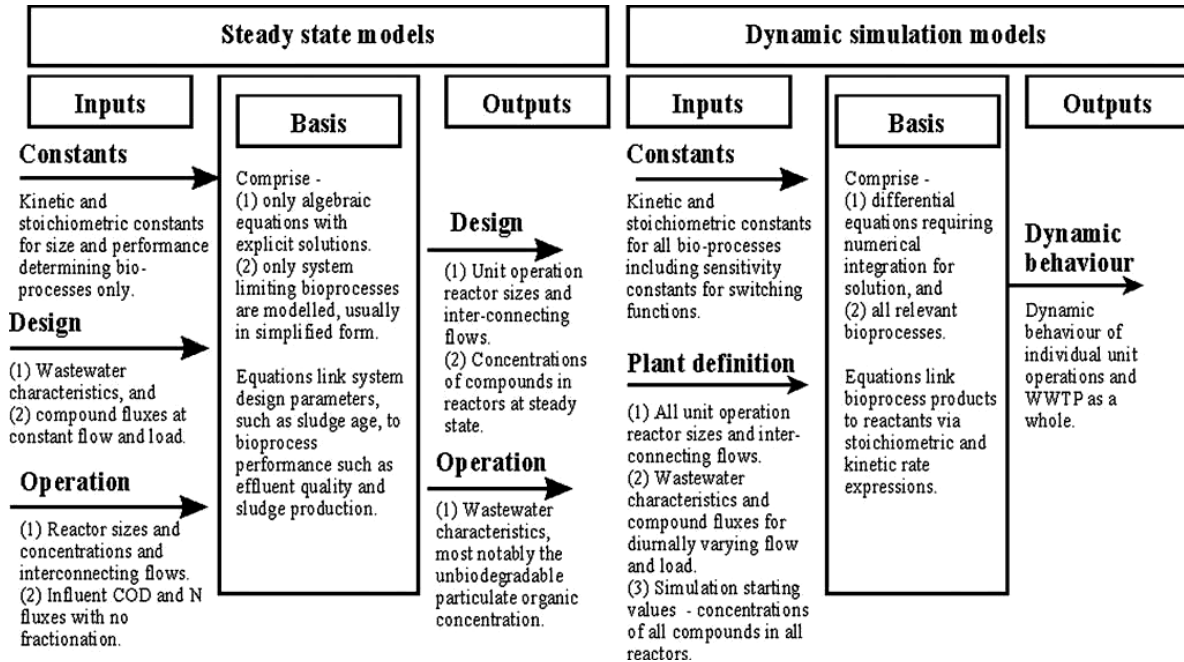 Steady state models
Inputs
Constants
Kinetic and
stoichiometric constants
for size and performance
determining bio-
processes only.
Design
(1) Wastewater
characteristics, and
(2) compound fluxes at
constant flow and load.
Operation
(1) Reactor sizes and
concentrations and
interconnecting flows.
(2) Influent COD and N
fluxes with no
fractionation.
Basis
Comprise -
(1) only algebraic
equations with
explicit solutions.
(2) only system
limiting bioprocesses
are modelled, usually
in simplified form.
Equations link system
design parameters,
such as sludge age, to
bioprocess
performance such as
effluent quality and
sludge production.
Outputs
Design
(1) Unit operation
reactor sizes and
inter-connecting
flows.
(2) Concentrations
of compounds in
reactors at steady
state.
Operation
(1) Wastewater
characteristics,
most notably the
unbiodegradable
particulate organic
concentration.
Dynamic simulation models
Inputs
Constants
Kinetic and
stoichiometric constants
for all bio-processes
including sensitivity
constants for switching
functions.
Plant definition
(1) All unit operation
reactor sizes and inter-
connecting flows.
(2) Wastewater
characteristics and
compound fluxes for
diurnally varying flow
and load.
(3) Simulation starting
values - concentrations
of all compounds in all
reactors.
Basis
Comprise -
(1) differential
equations requiring
numerical
integration for
solution, and
(2) all relevant
bioprocesses.
Equations link
bioprocess products
to reactants via
stoichiometric and
kinetic rate
expressions.
Outputs
Dynamic
behaviour
Dynamic
behaviour of
individual unit
operations and
WWTP as a
whole.